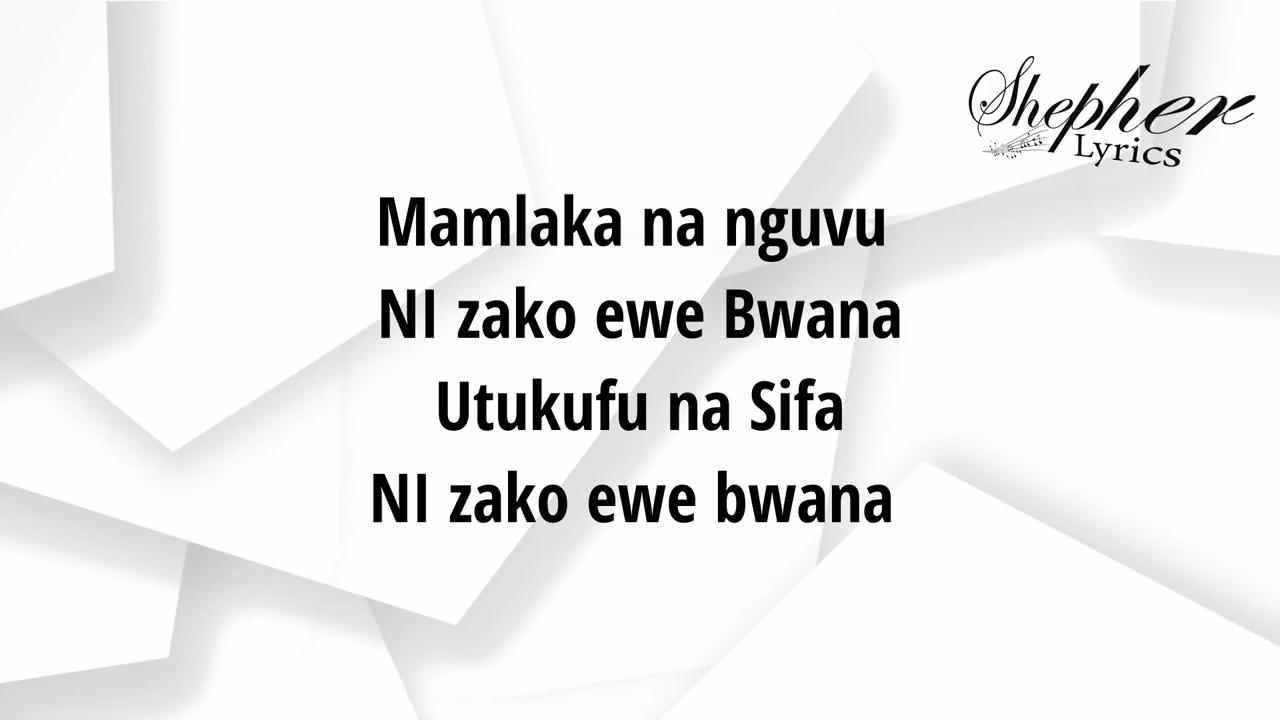 Shepher
Lyrics
Mamlaka na nguvu
NI zako ewe Bwana
Utukufu na Sifa
NI zako ewe bwana